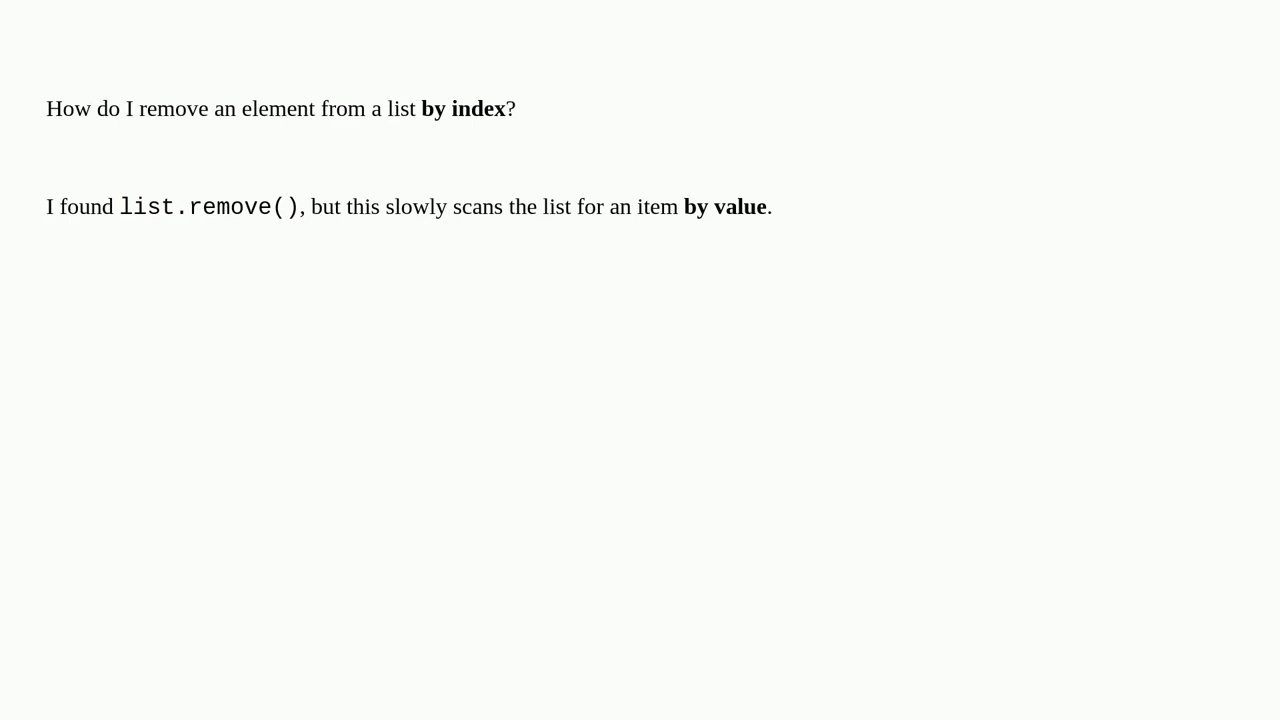 How do I remove an element from a list by index?
I found list.remove(), but this slowly scans the list for an item by value.